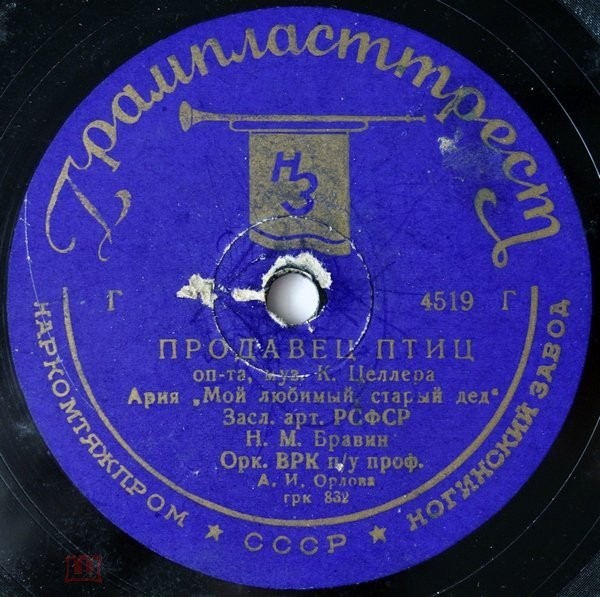 Грампласттрест
НЗ
Г 4519 Г
ПРОДАВЕЦ ПТИЦ
оп-та, муз. К. Целлера
Ария „Мой любимый, старый дед"
Засл. арт. РСФСР
Н. М. Бравин
Орк. ВРК п/у проф.
А. И. Орлова
грк 832
НАРКОМТЯЖПРОМ ★ СССР ★ НОГИНСКИЙ ЗАВОД